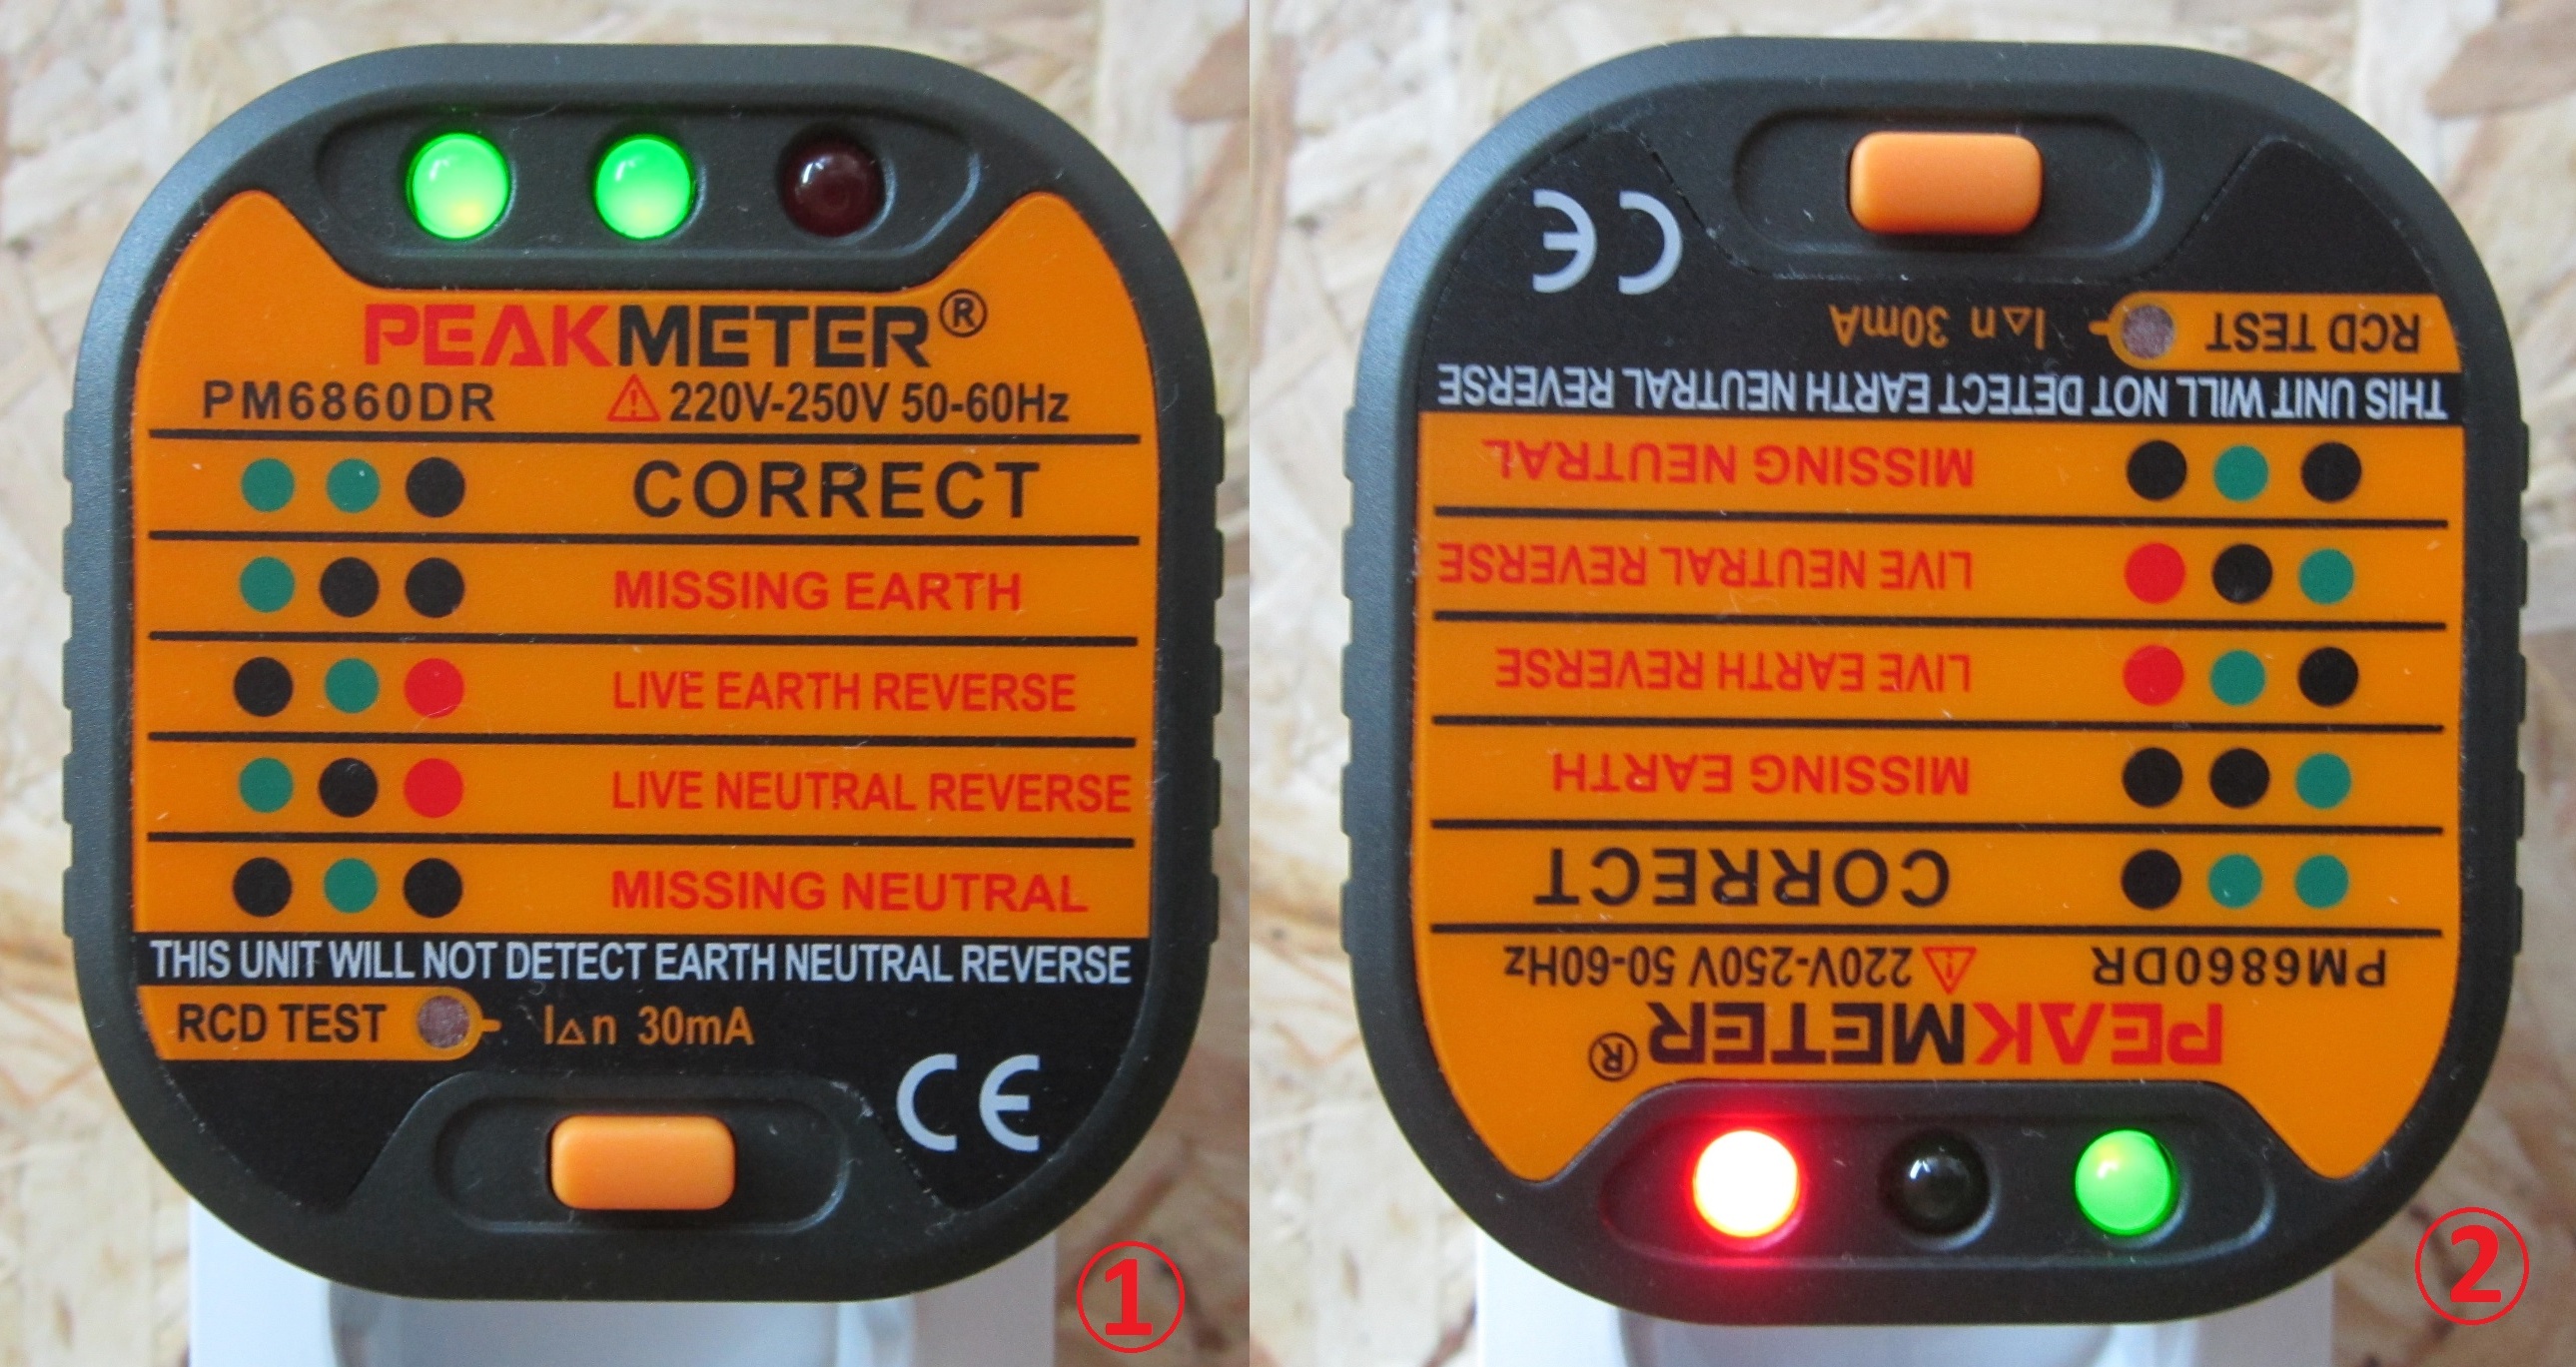 PEAKMETER®
PM6860DR ⚠ 220V-250V 50-60Hz
CORRECT
MISSING EARTH
LIVE EARTH REVERSE
LIVE NEUTRAL REVERSE
MISSING NEUTRAL
THIS UNIT WILL NOT DETECT EARTH NEUTRAL REVERSE
RCD TEST I△n 30mA
CE
1
PEAKMETER®
PM6860DR ⚠ 220V-250V 50-60Hz
CORRECT
MISSING EARTH
LIVE EARTH REVERSE
LIVE NEUTRAL REVERSE
MISSING NEUTRAL
THIS UNIT WILL NOT DETECT EARTH NEUTRAL REVERSE
RCD TEST I△n 30mA
CE
2